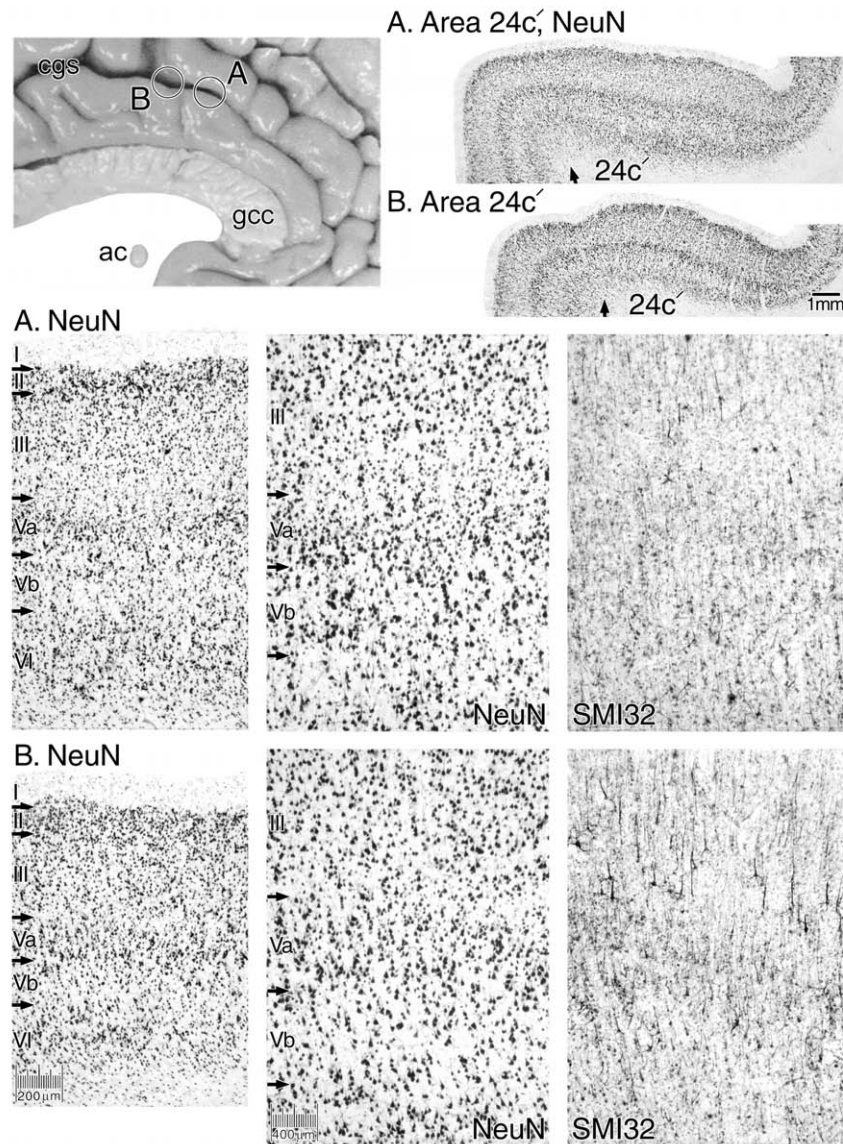 cgs
B
A
gcc
ac
A. Area 24c′, NeuN
24c′
B. Area 24c′
24c′
1mm
A. NeuN
I
II
III
Va
Vb
VI
III
Va
Vb
NeuN
SMI32
B. NeuN
I
II
III
Va
Vb
VI
200µm
III
Va
Vb
400µm
NeuN
SMI32